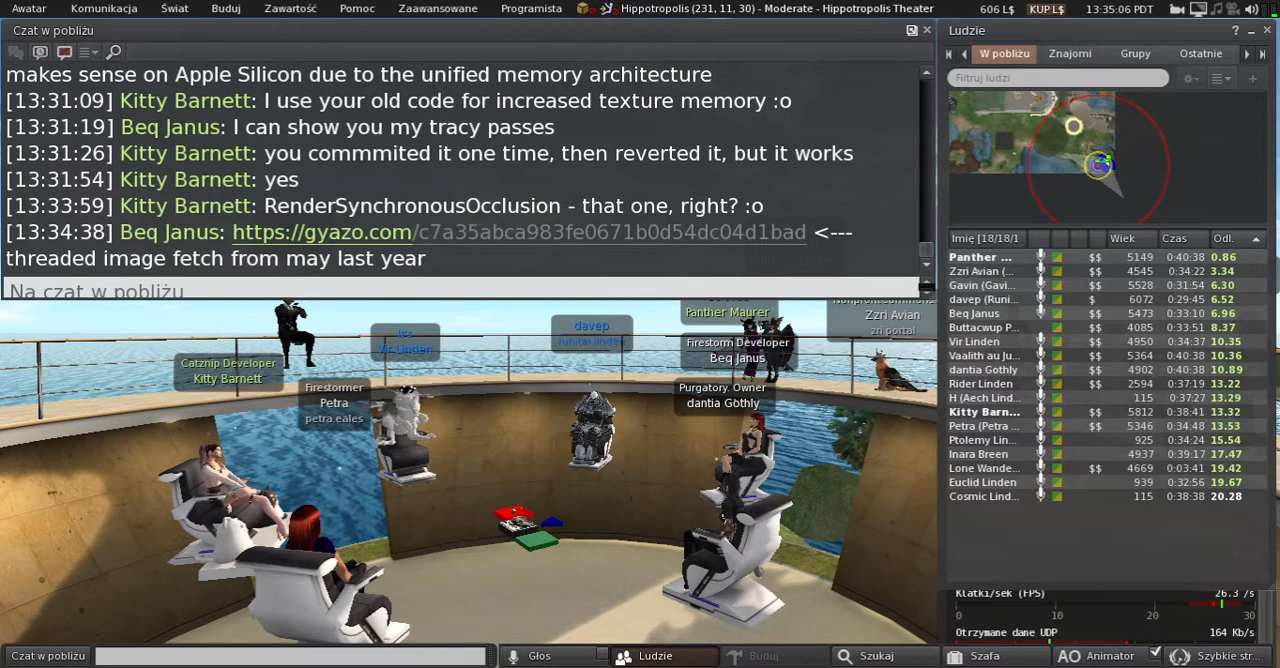 Awatar Komunikacja Świat Buduj Zawartość Pomoc Zaawansowane Programista Hippotropolis (231, 11, 30) - Moderate - Hippotropolis Theater 606 L$ KUP L$ 13:35:06 PDT
Czat w pobliżu
makes sense on Apple Silicon due to the unified memory architecture
[13:31:09] Kitty Barnett: I use your old code for increased texture memory :o
[13:31:19] Beq Janus: I can show you my tracy passes
[13:31:26] Kitty Barnett: you commmited it one time, then reverted it, but it works
[13:31:54] Kitty Barnett: yes
[13:33:59] Kitty Barnett: RenderSynchronousOcclusion - that one, right? :o
[13:34:38] Beq Janus: https://gyazo.com/c7a35abca983fe0671b0d54dc04d1bad <---
threaded image fetch from may last year
Na czat w pobliżu
Catznip Developer
Kitty Barnett
Firestormer
Petra
petra.eales
It's
Vir Linden
davep
runitai linden
Panther Maurer
Firestorm Developer
Beq Janus
Purgatory. Owner
dantia Gothly
NonprofitCommons
Zzri Avian
zn portal
Ludzie
W pobliżu Znajomi Grupy Ostatnie
Filtruj ludzi
Imię [18/18/1 Wiek Czas Odl.
Panther ... 5149 0:40:38 0.86
Zzri Avian (... $$ 4545 0:34:22 3.34
Gavin (Gavi... $$ 5528 0:31:54 6.30
davep (Runi... $ 6072 0:29:45 6.52
Beq Janus $$ 5473 0:33:10 6.96
Buttacwup P... $$ 4085 0:33:51 8.37
Vir Linden $$ 4950 0:34:37 10.35
Vaalith au Ju... $$ 5364 0:40:38 10.36
dantia Gothly $$ 4902 0:40:38 10.89
Rider Linden $$ 2594 0:37:19 13.22
H (Aech Lind... 115 0:37:27 13.29
Kitty Barn... $$ 5812 0:38:41 13.32
Petra (Petra ... $$ 5346 0:34:48 13.53
Ptolemy Lin... 925 0:34:24 15.54
Inara Breen 4937 0:39:17 17.47
Lone Wande... $$ 4669 0:03:41 19.42
Euclid Linden 939 0:32:56 19.67
Cosmic Lind... 115 0:38:38 20.28
Klatki/sek (FPS) 26.3 /s
0 10 20 30
Otrzymane dane UDP 164 Kb/s
Czat w pobliżu Głos Ludzie Buduj Szukaj Szafa AO Animator Szybkie str...